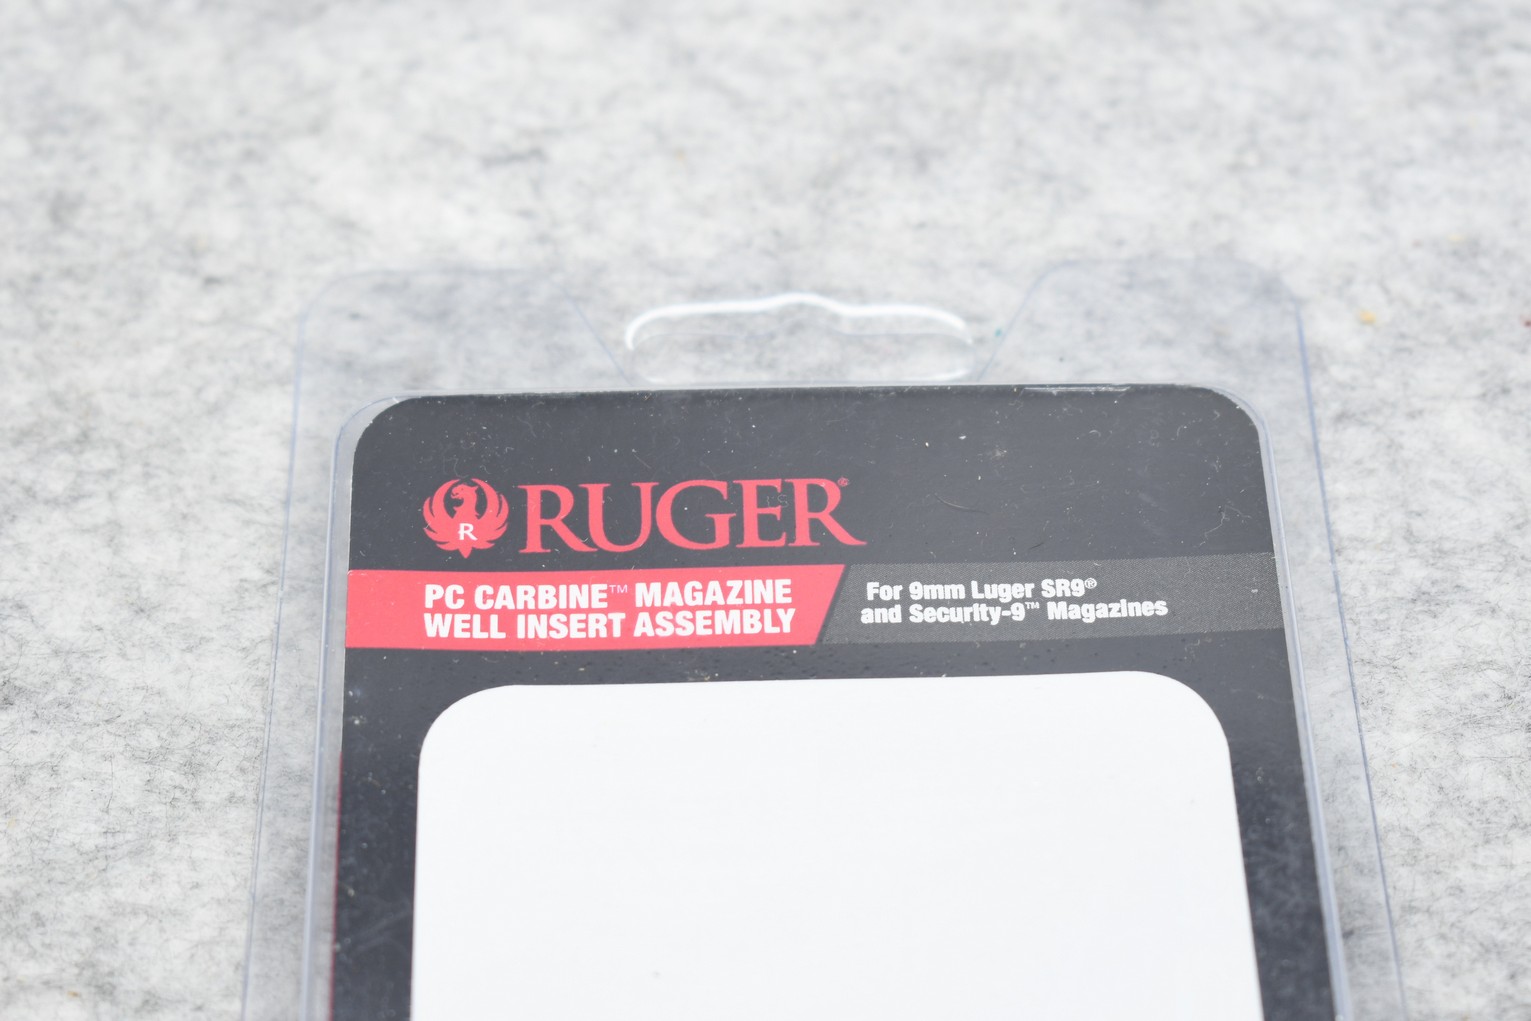 R
RUGER®
PC CARBINE™ MAGAZINE
WELL INSERT ASSEMBLY
For 9mm Luger SR9®
and Security-9™ Magazines